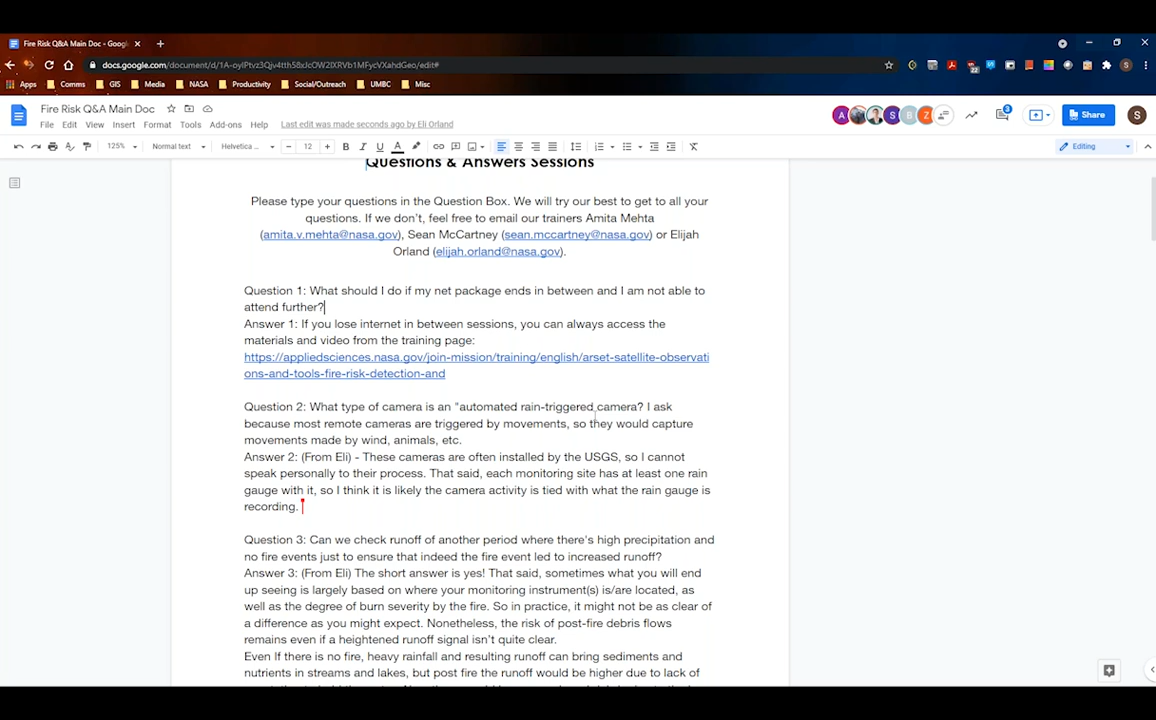 Fire Risk Q&A Main Doc - Googl
docs.google.com/document/d/
Apps Comms GIS Media NASA Productivity Social/Outreach UMBC Misc
Fire Risk Q&A Main Doc
File Edit View Insert Format Tools Add-ons Help Last edit was made seconds ago by Eli Orland
A S B Z 3 Share S
125% Normal text Helvetica ... 12 B I U A Editing
Questions & Answers Sessions
Please type your questions in the Question Box. We will try our best to get to all your
questions. If we don't, feel free to email our trainers Amita Mehta
(amita.v.mehta@nasa.gov), Sean McCartney (sean.mccartney@nasa.gov) or Elijah
Orland (elijah.orland@nasa.gov).
Question 1: What should I do if my net package ends in between and I am not able to
attend further?
Answer 1: If you lose internet in between sessions, you can always access the
materials and video from the training page:
https://appliedsciences.nasa.gov/join-mission/training/english/arset-satellite-observati
ons-and-tools-fire-risk-detection-and
Question 2: What type of camera is an "automated rain-triggered camera? I ask
because most remote cameras are triggered by movements, so they would capture
movements made by wind, animals, etc.
Answer 2: (From Eli) - These cameras are often installed by the USGS, so I cannot
speak personally to their process. That said, each monitoring site has at least one rain
gauge with it, so I think it is likely the camera activity is tied with what the rain gauge is
recording.
Question 3: Can we check runoff of another period where there's high precipitation and
no fire events just to ensure that indeed the fire event led to increased runoff?
Answer 3: (From Eli) The short answer is yes! That said, sometimes what you will end
up seeing is largely based on where your monitoring instrument(s) is/are located, as
well as the degree of burn severity by the fire. So in practice, it might not be as clear of
a difference as you might expect. Nonetheless, the risk of post-fire debris flows
remains even if a heightened runoff signal isn't quite clear.
Even If there is no fire, heavy rainfall and resulting runoff can bring sediments and
nutrients in streams and lakes, but post fire the runoff would be higher due to lack of